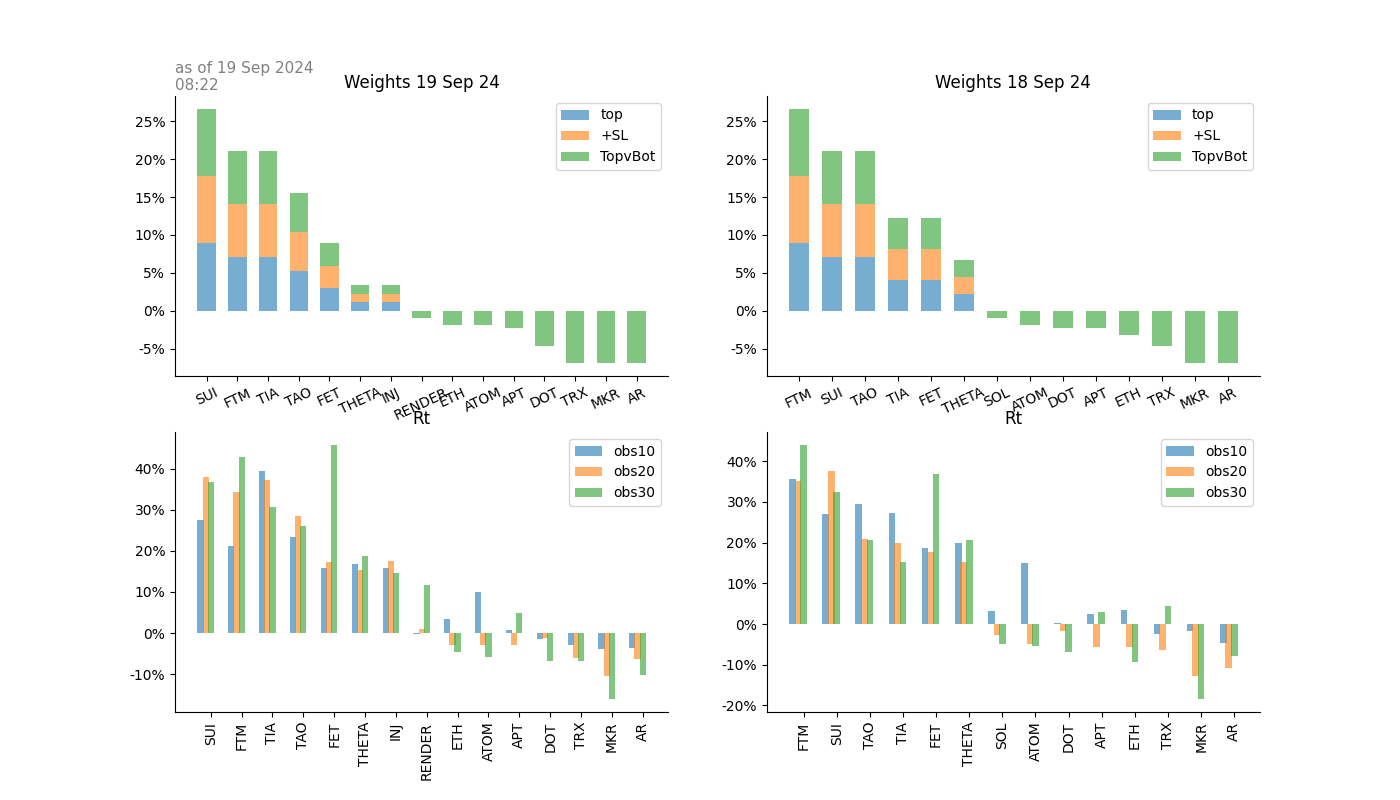 as of 19 Sep 2024
08:22
Weights 19 Sep 24
25%
20%
15%
10%
5%
0%
-5%
top
+SL
TopvBot
SUI FTM TIA TAO FET THETA INJ RENDER ETH ATOM APT DOT TRX MKR AR
Weights 18 Sep 24
25%
20%
15%
10%
5%
0%
-5%
top
+SL
TopvBot
FTM SUI TAO TIA FET THETA SOL ATOM DOT APT ETH TRX MKR AR
Rt
40%
30%
20%
10%
0%
-10%
obs10
obs20
obs30
SUI FTM TIA TAO FET THETA INJ RENDER ETH ATOM APT DOT TRX MKR AR
Rt
40%
30%
20%
10%
0%
-10%
-20%
obs10
obs20
obs30
FTM SUI TAO TIA FET THETA SOL ATOM DOT APT ETH TRX MKR AR